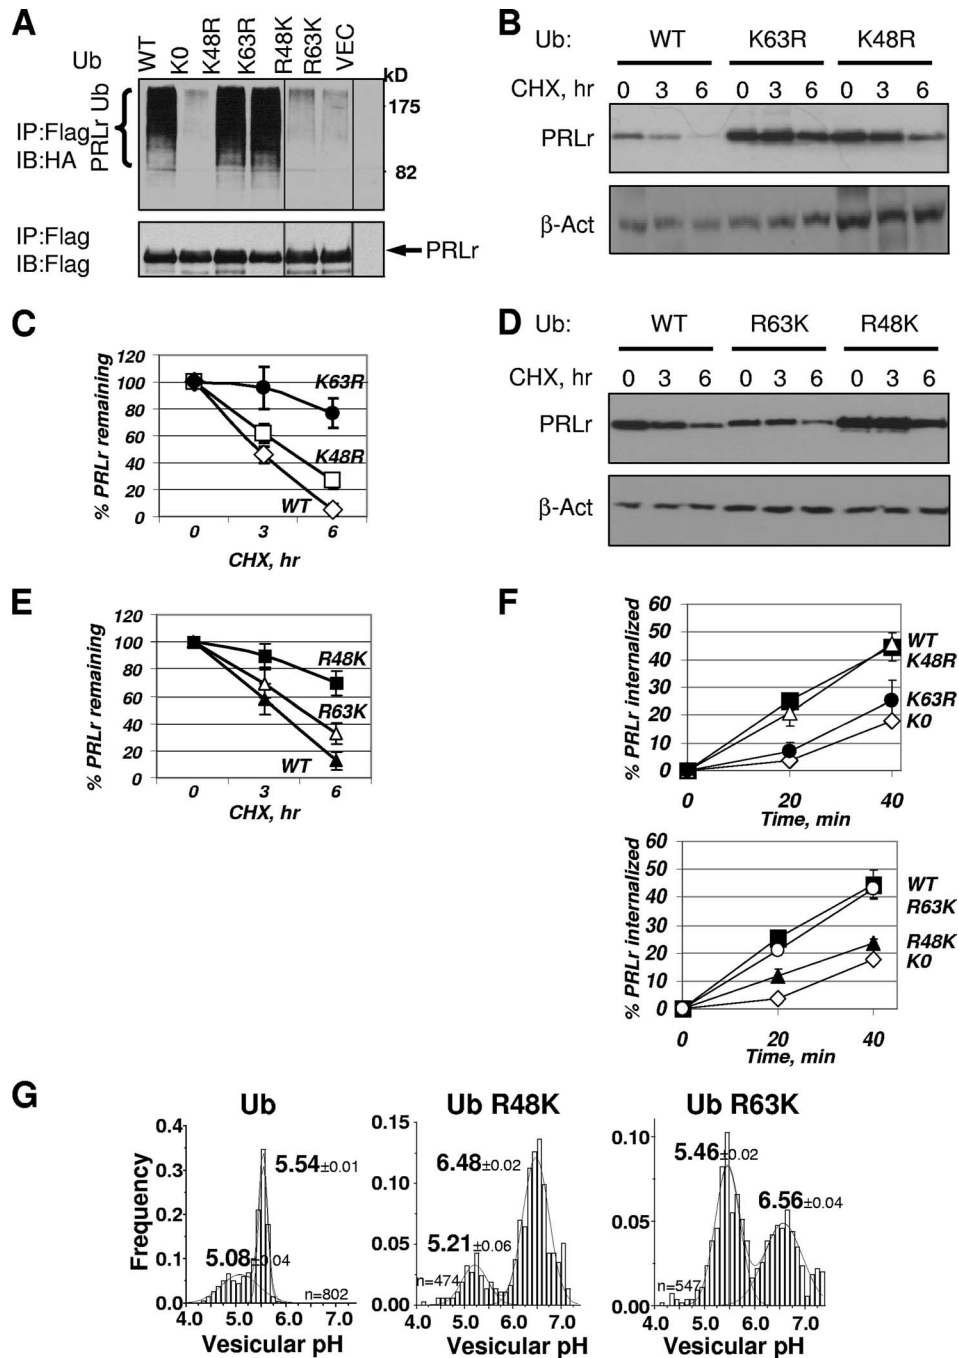 A
Ub
WT
K0
K48R
K63R
R48K
R63K
VEC
kD
175
82
PRLr Ub
IP:Flag
IB:HA
IP:Flag
IB:Flag
PRLr
B
Ub: WT K63R K48R
CHX, hr 0 3 6 0 3 6 0 3 6
PRLr
β-Act
C
% PRLr remaining
120
100
80
60
40
20
0
K63R
K48R
WT
0 3 6
CHX, hr
D
Ub: WT R63K R48K
CHX, hr 0 3 6 0 3 6 0 3 6
PRLr
β-Act
E
% PRLr remaining
120
100
80
60
40
20
0
R48K
R63K
WT
0 3 6
CHX, hr
F
% PRLr internalized
60
50
40
30
20
10
0
WT
K48R
K63R
K0
0 20 40
Time, min
% PRLr internalized
60
50
40
30
20
10
0
WT
R63K
R48K
K0
0 20 40
Time, min
G
Ub
Frequency
0.4
0.3
0.2
0.1
0.0
5.54±0.01
5.08±0.04
n=802
4.0 5.0 6.0 7.0
Vesicular pH
Ub R48K
0.15
0.10
0.05
0.00
6.48±0.02
5.21±0.06
n=474
4.0 5.0 6.0 7.0
Vesicular pH
Ub R63K
0.10
0.05
0.00
5.46±0.02
6.56±0.04
n=547
4.0 5.0 6.0 7.0
Vesicular pH